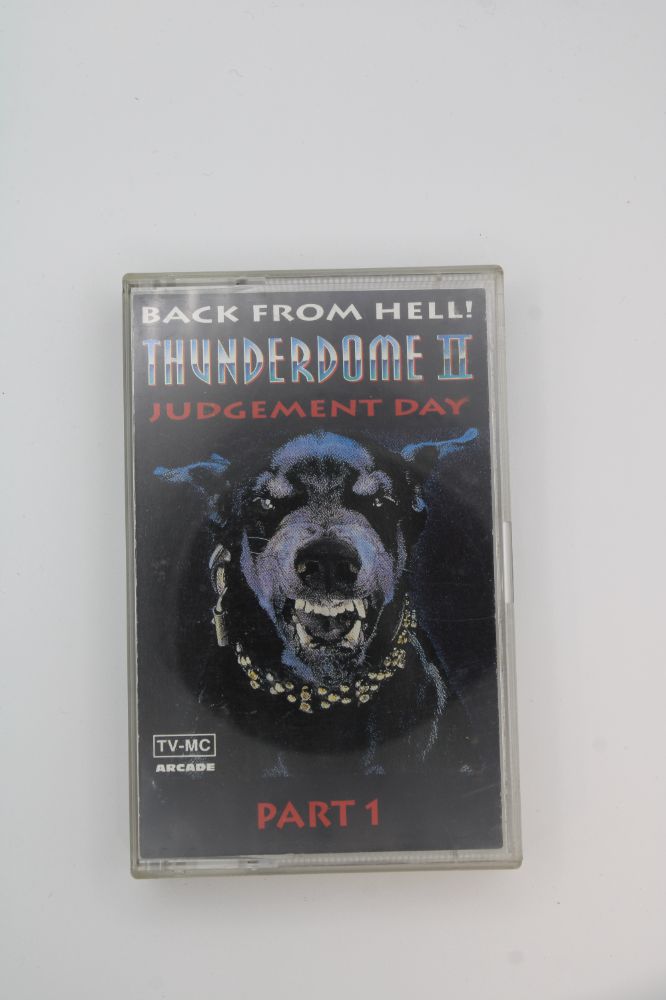 BACK FROM HELL!
THUNDERDOME II
JUDGEMENT DAY
TV-MC
ARCADE
PART 1